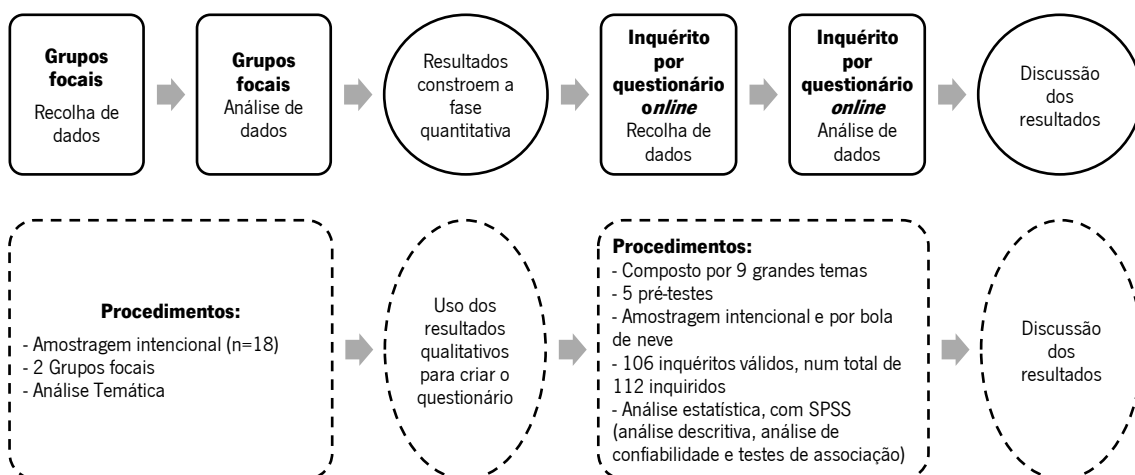 Grupos
focais
Recolha de
dados
Grupos
focais
Análise de
dados
Resultados
constroem a
fase
quantitativa
Inquérito
por
questionário
online
Recolha de
dados
Inquérito
por
questionário
online
Análise de
dados
Discussão
dos
resultados
Procedimentos:
- Amostragem intencional (n=18)
- 2 Grupos focais
- Análise Temática
Uso dos
resultados
qualitativos
para criar o
questionário
Procedimentos:
- Composto por 9 grandes temas
- 5 pré-testes
- Amostragem intencional e por bola
de neve
- 106 inquéritos válidos, num total de
112 inquiridos
- Análise estatística, com SPSS
(análise descritiva, análise de
confiabilidade e testes de associação)
Discussão
dos
resultados